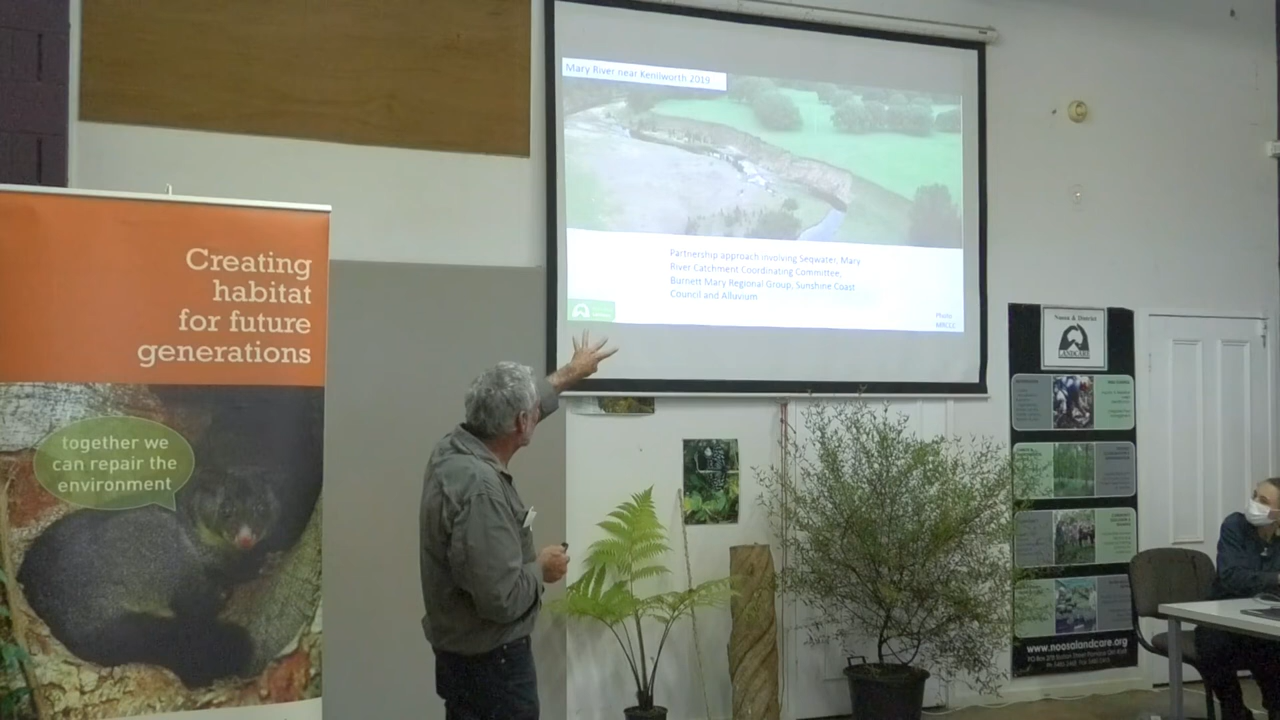 Creating
habitat
for future
generations
together we
can repair the
environment
Mary River near Kenilworth 2019
Partnership approach involving Seqwater, Mary
River Catchment Coordinating Committee,
Burnett Mary Regional Group, Sunshine Coast
Council and Alluvium
Photo
MRCCC
Noosa & District
LANDCARE
www.noosalandcare.org